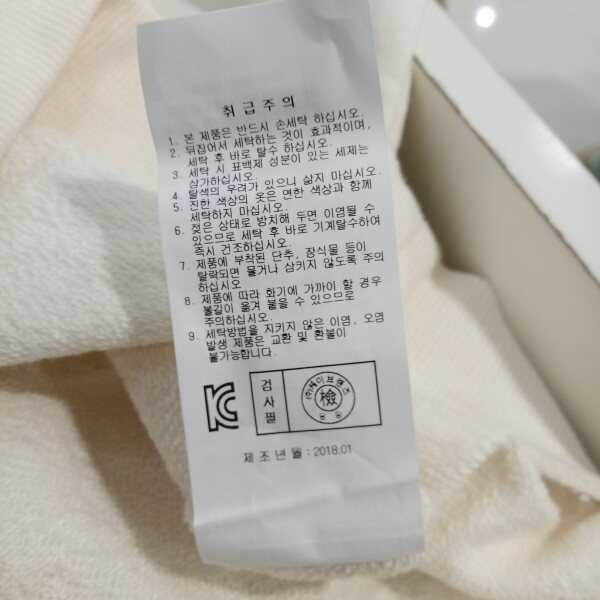 취급주의
1. 본 제품은 반드시 손세탁 하십시오.
2. 뒤집어서 세탁하는 것이 효과적이며,
세탁 후 바로 탈수 하십시오.
3. 세탁 시 표백제 성분이 있는 세제는
삼가하십시오.
4. 탈색의 우려가 있으니 삶지 마십시오.
5. 진한 색상의 옷은 연한 색상과 함께
세탁하지 마십시오.
6. 젖은 상태로 방치해 두면 이염될 수
있으므로 세탁 후 바로 기계탈수하여
즉시 건조하십시오.
7. 제품에 부착된 단추, 장식물 등이
탈락되면 물거나 삼키지 않도록 주의
하십시오
8. 제품에 따라 화기에 가까이 할 경우
불길이 옮겨 붙을 수 있으므로
주의하십시오.
9. 세탁방법을 지키지 않은 이염, 오염
발생 제품은 교환 및 환불이
불가능합니다.
KC
검사필
檢
제조년월 : 2018.01